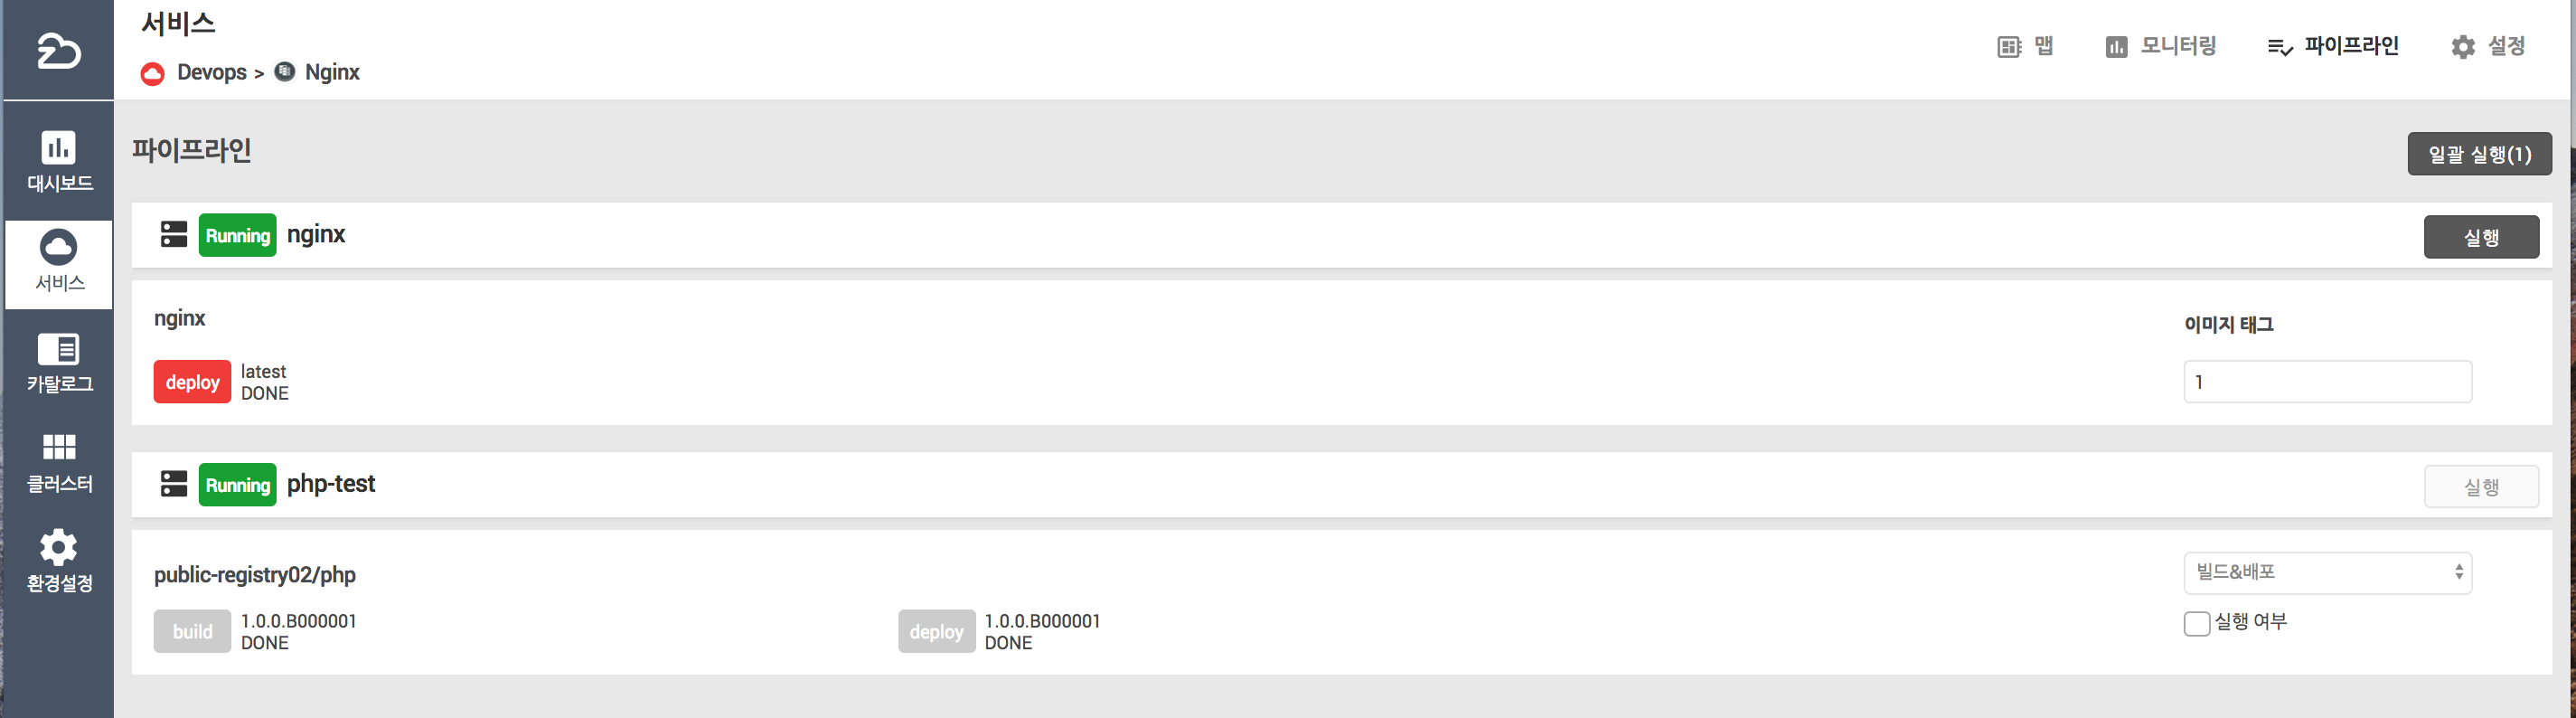 서비스
Devops > Nginx
맵
모니터링
파이프라인
설정
대시보드
서비스
카탈로그
클러스터
환경설정
파이프라인
일괄 실행(1)
Running nginx
실행
nginx
이미지 태그
deploy
latest
DONE
1
Running php-test
실행
public-registry02/php
빌드&배포
build
1.0.0.B000001
DONE
deploy
1.0.0.B000001
DONE
실행 여부